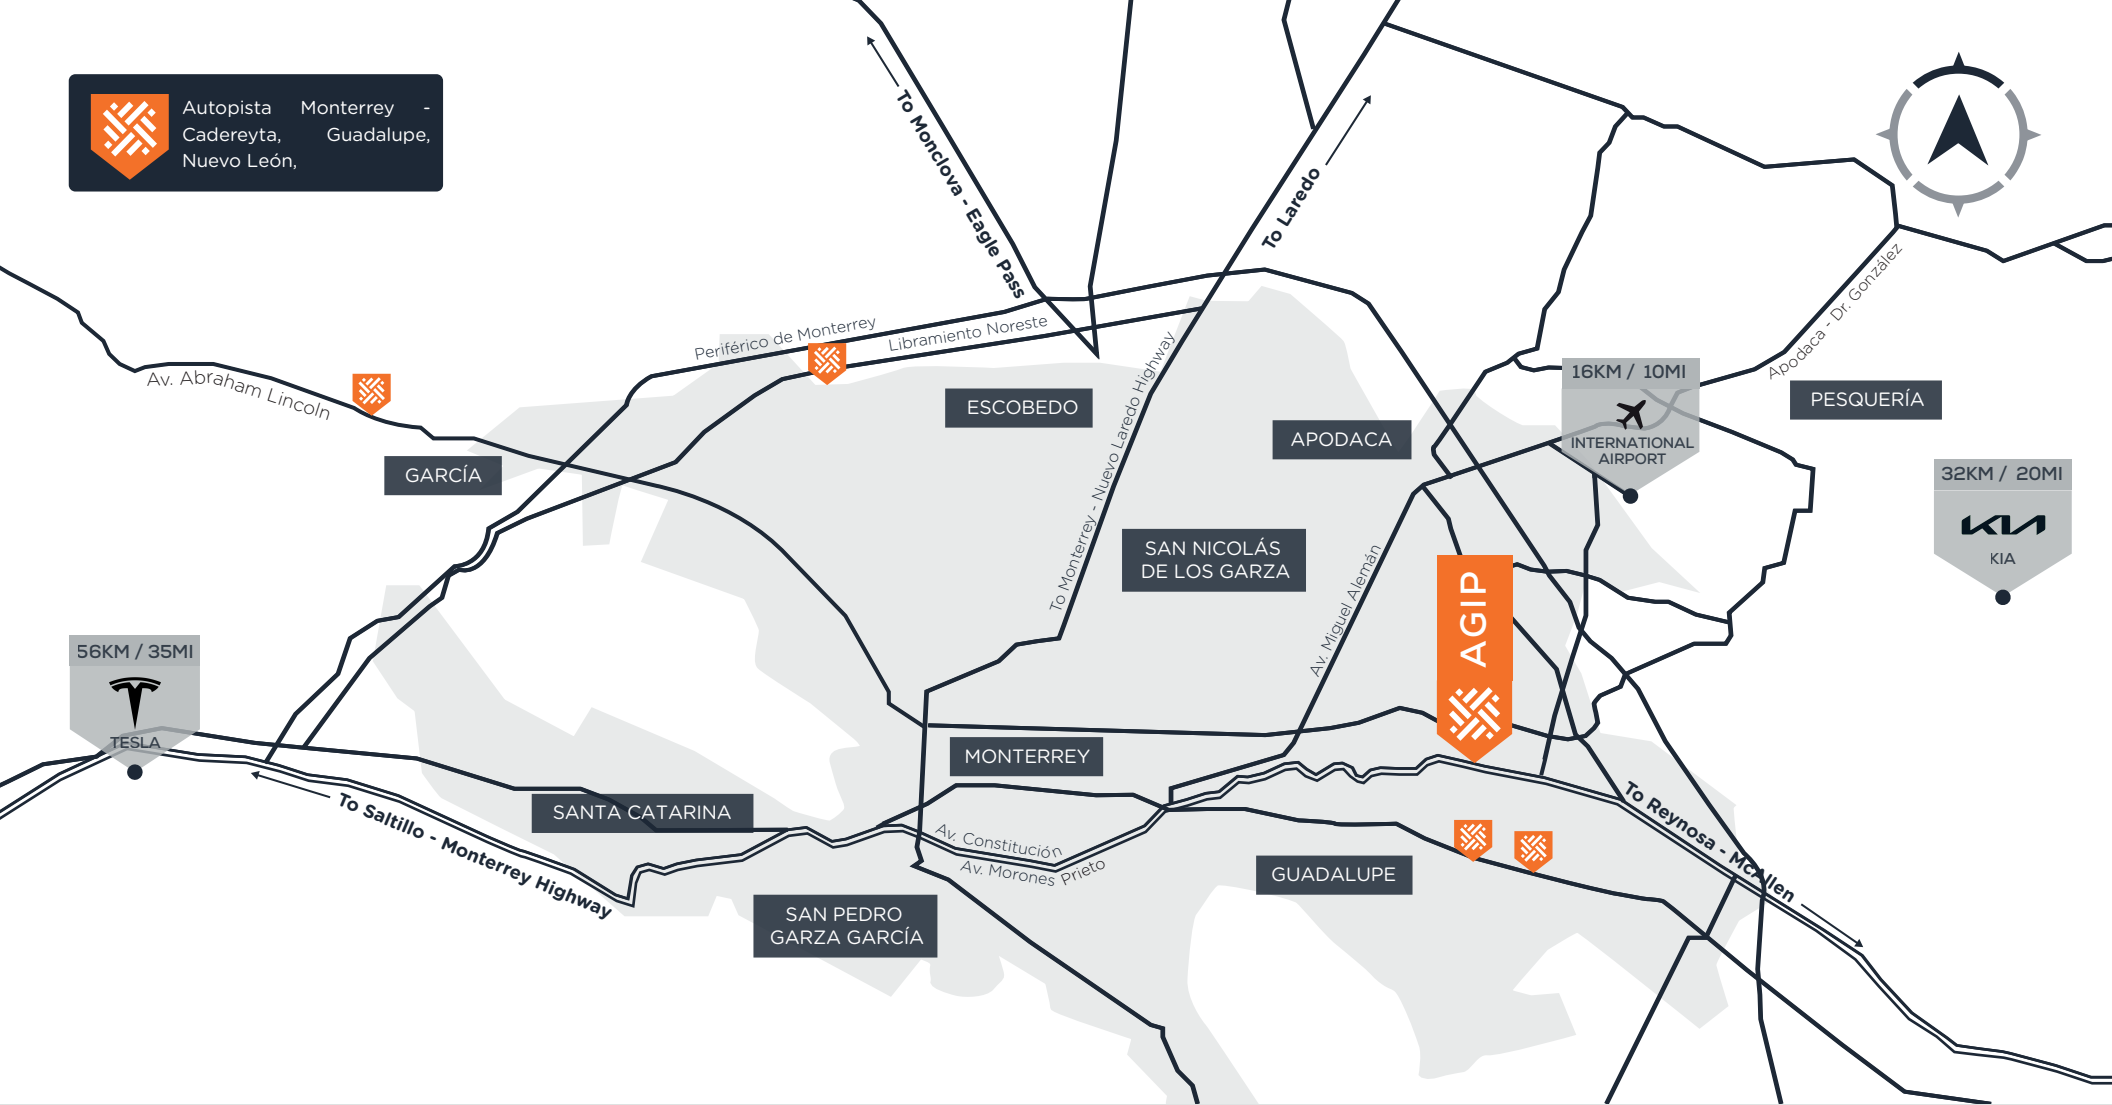 Autopista Monterrey -
Cadereyta, Guadalupe,
Nuevo León,
To Monclova - Eagle Pass
To Laredo
Periférico de Monterrey
Libramiento Noreste
Av. Abraham Lincoln
Apodaca - Dr. González
16KM / 10MI
INTERNATIONAL
AIRPORT
PESQUERÍA
ESCOBEDO
APODACA
GARCÍA
32KM / 20MI
KIA
KIA
To Monterrey - Nuevo Laredo Highway
SAN NICOLÁS
DE LOS GARZA
Av. Miguel Alemán
AGIP
56KM / 35MI
TESLA
MONTERREY
SANTA CATARINA
To Saltillo - Monterrey Highway
Av. Constitución
Av. Morones Prieto
To Reynosa - McAllen
GUADALUPE
SAN PEDRO
GARZA GARCÍA